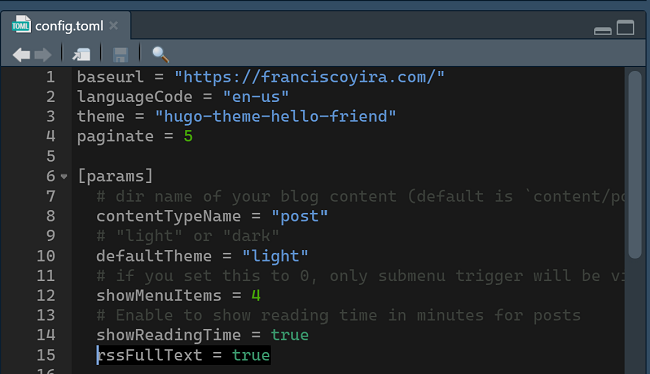 TOML config.toml
1 baseurl = "https://franciscoyira.com/"
2 languageCode = "en-us"
3 theme = "hugo-theme-hello-friend"
4 paginate = 5
5
6 [params]
7 # dir name of your blog content (default is `content/po
8 contentTypeName = "post"
9 # "light" or "dark"
10 defaultTheme = "light"
11 # if you set this to 0, only submenu trigger will be vi
12 showMenuItems = 4
13 # Enable to show reading time in minutes for posts
14 showReadingTime = true
15 rssFullText = true
16